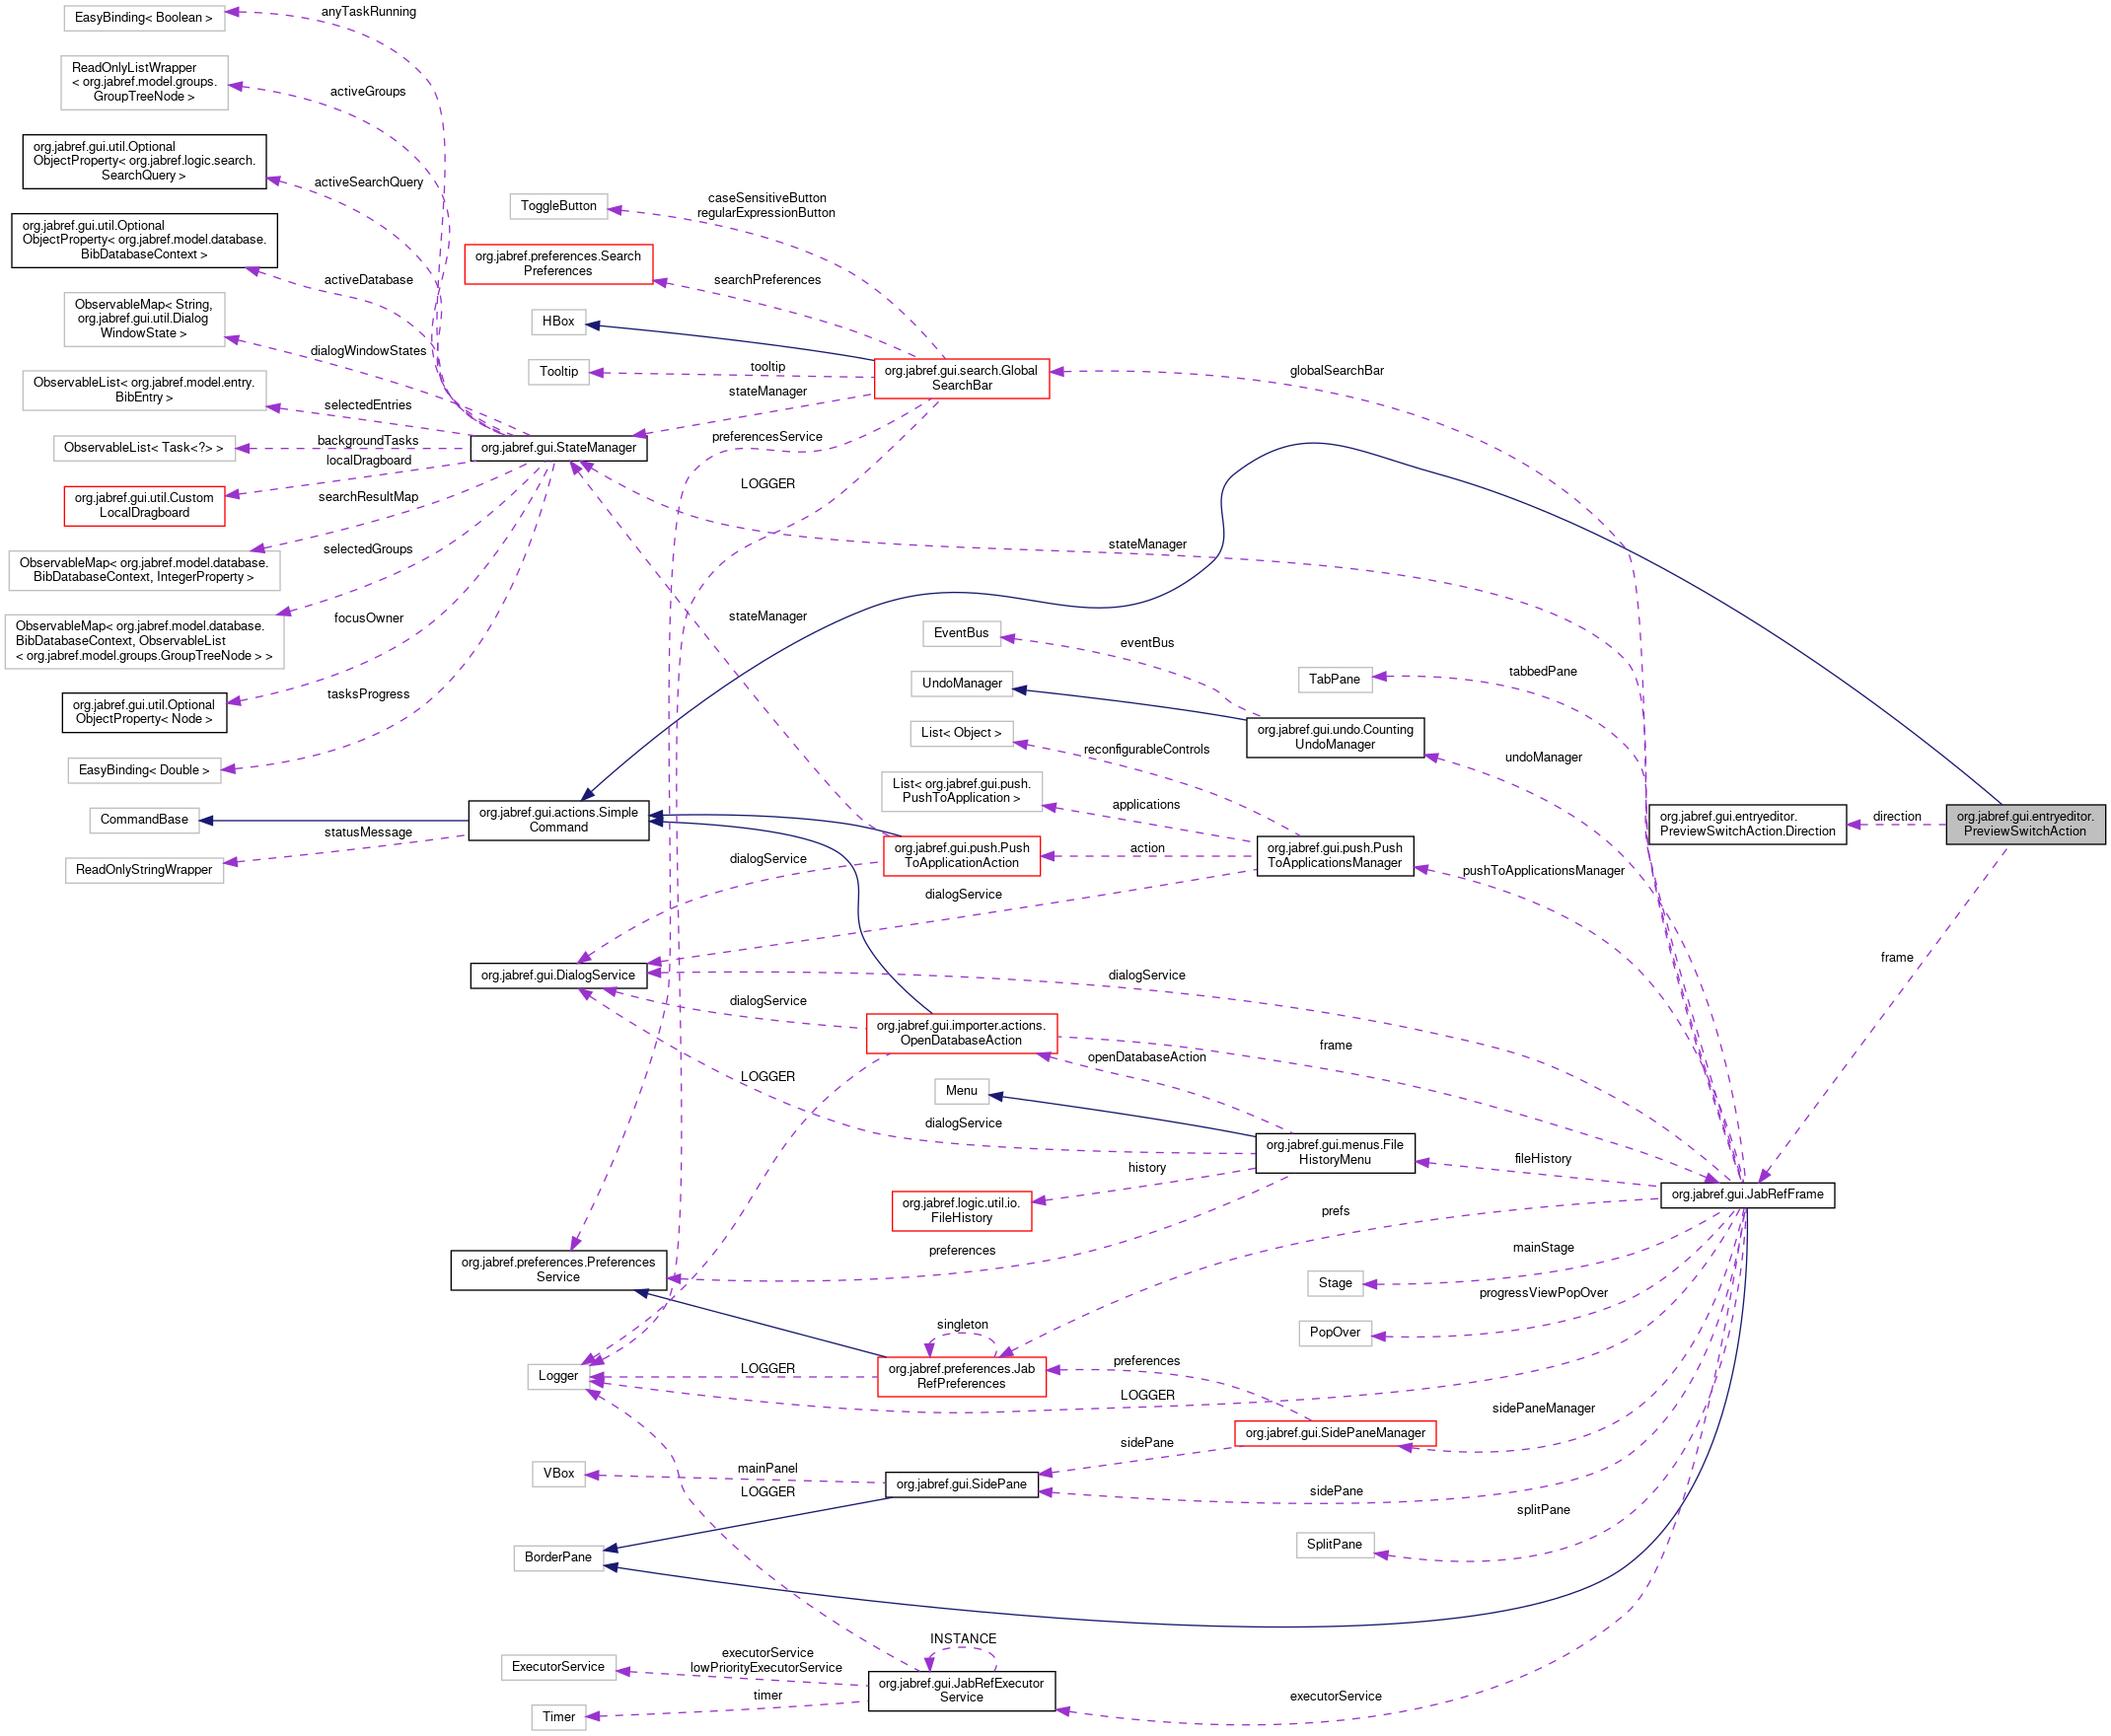 EasyBinding< Boolean >
anyTaskRunning
ReadOnlyListWrapper
< org.jabref.model.groups.
GroupTreeNode >
activeGroups
org.jabref.gui.util.Optional
ObjectProperty< org.jabref.logic.search.
SearchQuery >
activeSearchQuery
org.jabref.gui.util.Optional
ObjectProperty< org.jabref.model.database.
BibDatabaseContext >
activeDatabase
ObservableMap< String,
org.jabref.gui.util.Dialog
WindowState >
dialogWindowStates
ObservableList< org.jabref.model.entry.
BibEntry >
selectedEntries
ObservableList< Task<?> >
backgroundTasks
localDragboard
org.jabref.gui.util.Custom
LocalDragboard
searchResultMap
ObservableMap< org.jabref.model.database.
BibDatabaseContext, IntegerProperty >
selectedGroups
ObservableMap< org.jabref.model.database.
BibDatabaseContext, ObservableList
< org.jabref.model.groups.GroupTreeNode > >
focusOwner
org.jabref.gui.util.Optional
ObjectProperty< Node >
tasksProgress
EasyBinding< Double >
CommandBase
statusMessage
ReadOnlyStringWrapper
ToggleButton
caseSensitiveButton
regularExpressionButton
org.jabref.preferences.Search
Preferences
searchPreferences
HBox
Tooltip
tooltip
org.jabref.gui.search.Global
SearchBar
stateManager
org.jabref.gui.StateManager
preferencesService
LOGGER
globalSearchBar
stateManager
stateManager
EventBus
eventBus
UndoManager
TabPane
tabbedPane
org.jabref.gui.undo.Counting
UndoManager
undoManager
List< Object >
reconfigurableControls
List< org.jabref.gui.push.
PushToApplication >
applications
org.jabref.gui.actions.Simple
Command
org.jabref.gui.push.Push
ToApplicationAction
action
org.jabref.gui.push.Push
ToApplicationsManager
pushToApplicationsManager
org.jabref.gui.entryeditor.
PreviewSwitchAction.Direction
direction
org.jabref.gui.entryeditor.
PreviewSwitchAction
dialogService
dialogService
frame
org.jabref.gui.DialogService
dialogService
dialogService
org.jabref.gui.importer.actions.
OpenDatabaseAction
frame
openDatabaseAction
LOGGER
Menu
dialogService
org.jabref.gui.menus.File
HistoryMenu
fileHistory
history
org.jabref.logic.util.io.
FileHistory
org.jabref.gui.JabRefFrame
prefs
preferences
org.jabref.preferences.Preferences
Service
mainStage
Stage
progressViewPopOver
PopOver
singleton
org.jabref.preferences.Jab
RefPreferences
preferences
LOGGER
Logger
LOGGER
sidePaneManager
org.jabref.gui.SidePaneManager
sidePane
VBox
mainPanel
org.jabref.gui.SidePane
sidePane
LOGGER
splitPane
SplitPane
BorderPane
INSTANCE
ExecutorService
executorService
lowPriorityExecutorService
org.jabref.gui.JabRefExecutor
Service
executorService
Timer
timer